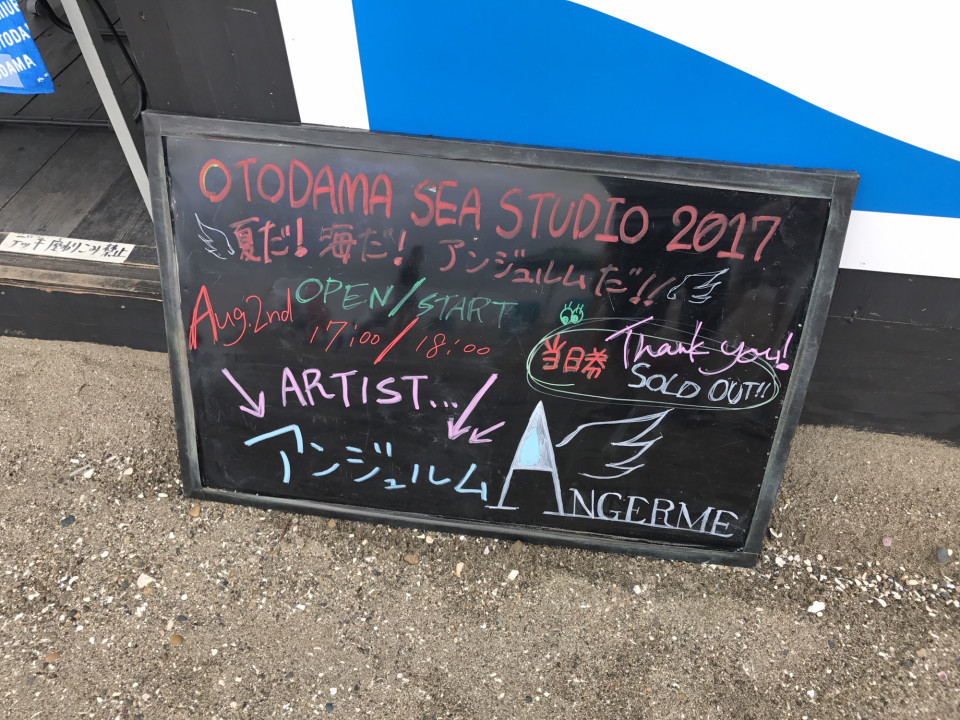 OTODA
DAMA
OTODAMA SEA STUDIO 2017
夏だ! 海だ! アンジュルムだ!!
Aug.2nd
OPEN/START
17:00/18:00
当日券
Thank you!
SOLD OUT!!
ARTIST...
アンジュルム
ANGERME